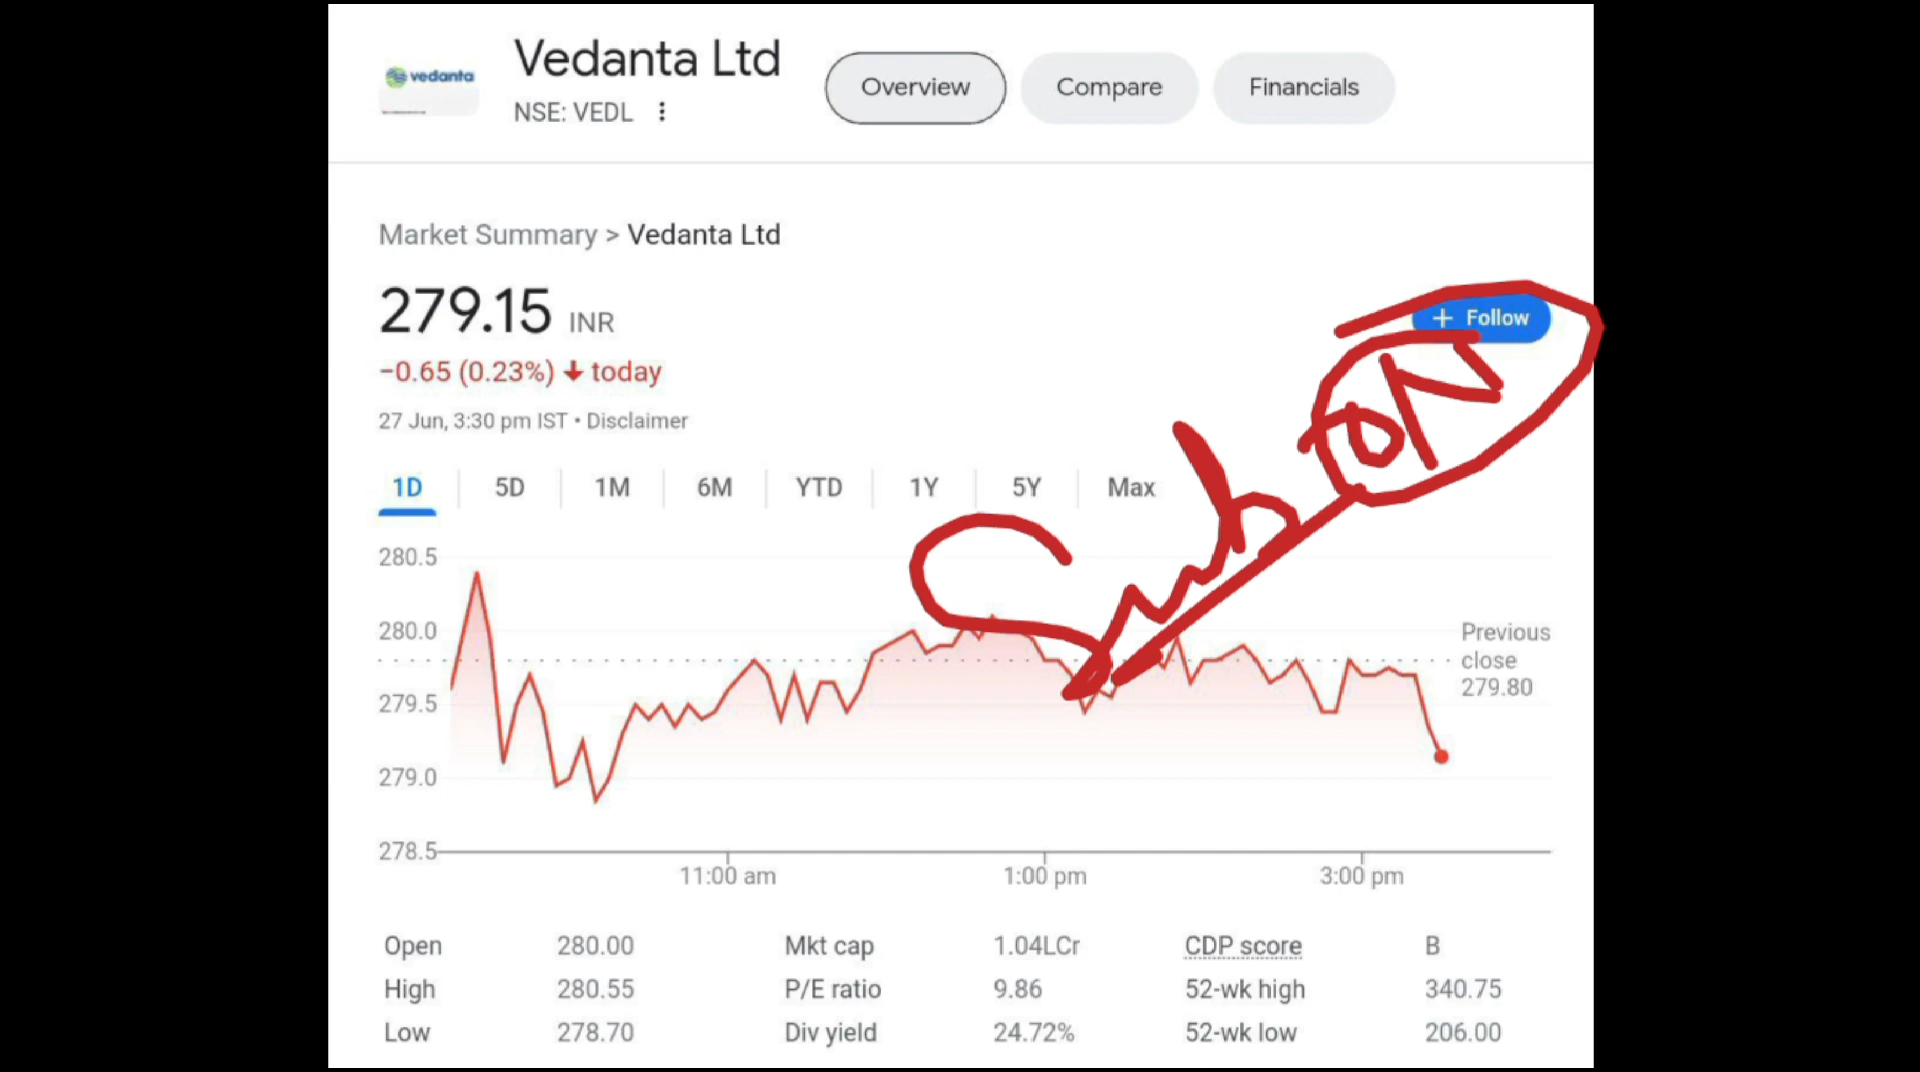 vedanta
Vedanta Ltd
NSE: VEDL
Overview
Compare
Financials
Market Summary > Vedanta Ltd
279.15 INR
+ Follow
−0.65 (0.23%) ↓ today
27 Jun, 3:30 pm IST • Disclaimer
1D 5D 1M 6M YTD 1Y 5Y Max
280.5
280.0
279.5
279.0
278.5
Previous
close
279.80
11:00 am 1:00 pm 3:00 pm
Open 280.00 Mkt cap 1.04LCr CDP score B
High 280.55 P/E ratio 9.86 52-wk high 340.75
Low 278.70 Div yield 24.72% 52-wk low 206.00